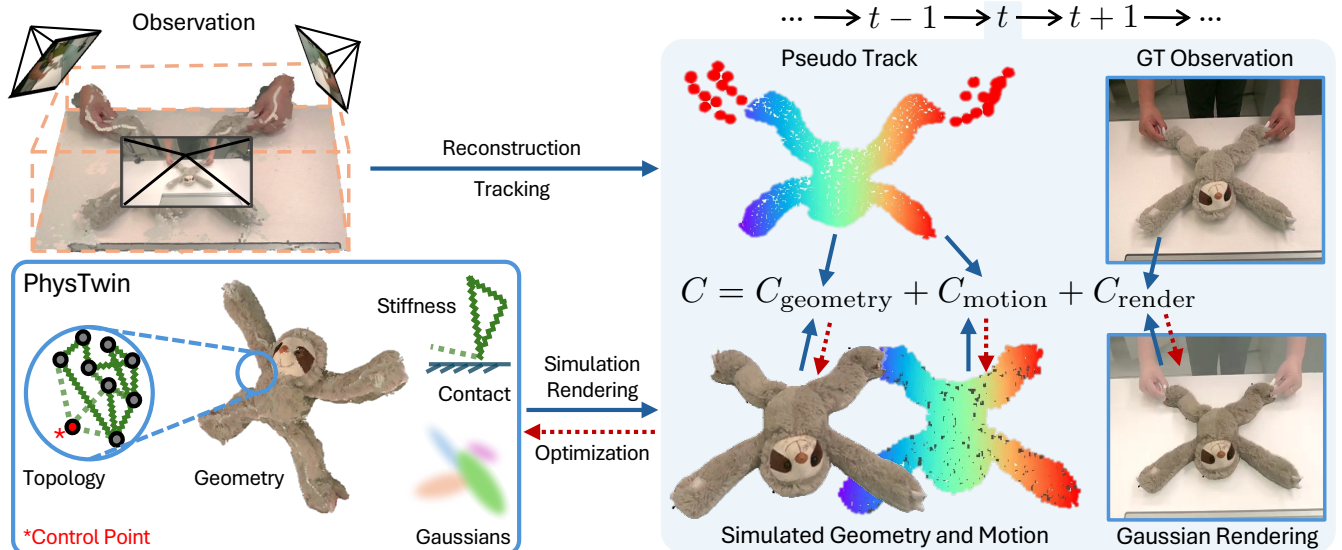 Observation
··· → t − 1 → t → t + 1 → ···
Pseudo Track
GT Observation
Reconstruction
Tracking
C = C_geometry + C_motion + C_render
PhysTwin
Stiffness
Contact
Simulation
Rendering
Optimization
*
Topology
Geometry
Gaussians
*Control Point
Simulated Geometry and Motion
Gaussian Rendering